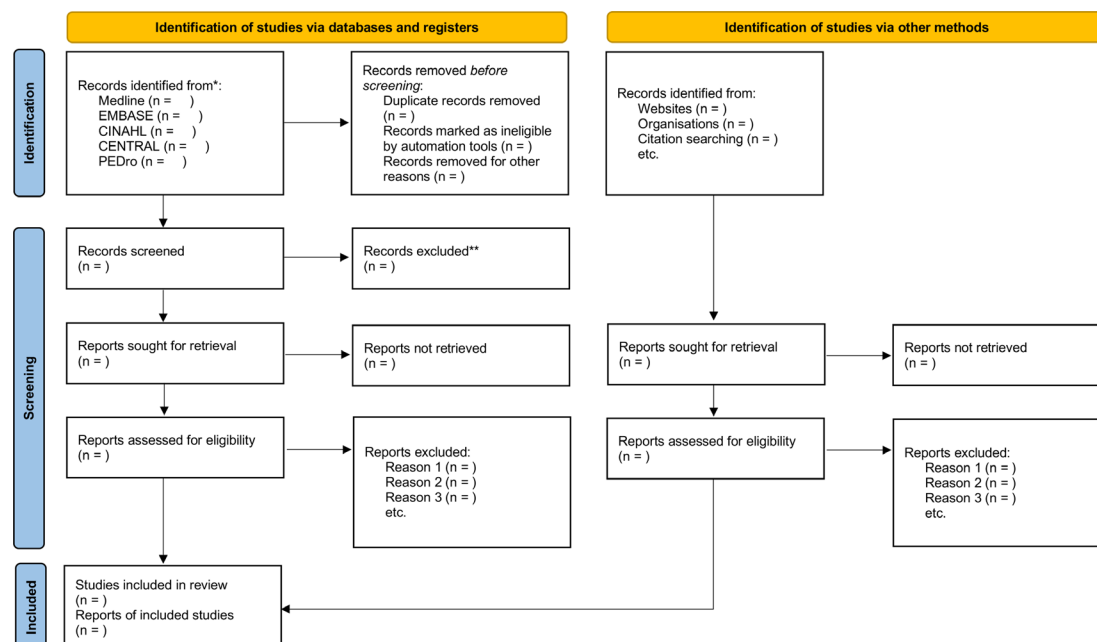 Identification of studies via databases and registers
Identification of studies via other methods
Identification
Records identified from*:
Medline (n = )
EMBASE (n = )
CINAHL (n = )
CENTRAL (n = )
PEDro (n = )
Records removed before
screening:
Duplicate records removed
(n = )
Records marked as ineligible
by automation tools (n = )
Records removed for other
reasons (n = )
Records identified from:
Websites (n = )
Organisations (n = )
Citation searching (n = )
etc.
Screening
Records screened
(n = )
Records excluded**
(n = )
Reports sought for retrieval
(n = )
Reports not retrieved
(n = )
Reports sought for retrieval
(n = )
Reports not retrieved
(n = )
Reports assessed for eligibility
(n = )
Reports excluded:
Reason 1 (n = )
Reason 2 (n = )
Reason 3 (n = )
etc.
Reports assessed for eligibility
(n = )
Reports excluded:
Reason 1 (n = )
Reason 2 (n = )
Reason 3 (n = )
etc.
Included
Studies included in review
(n = )
Reports of included studies
(n = )